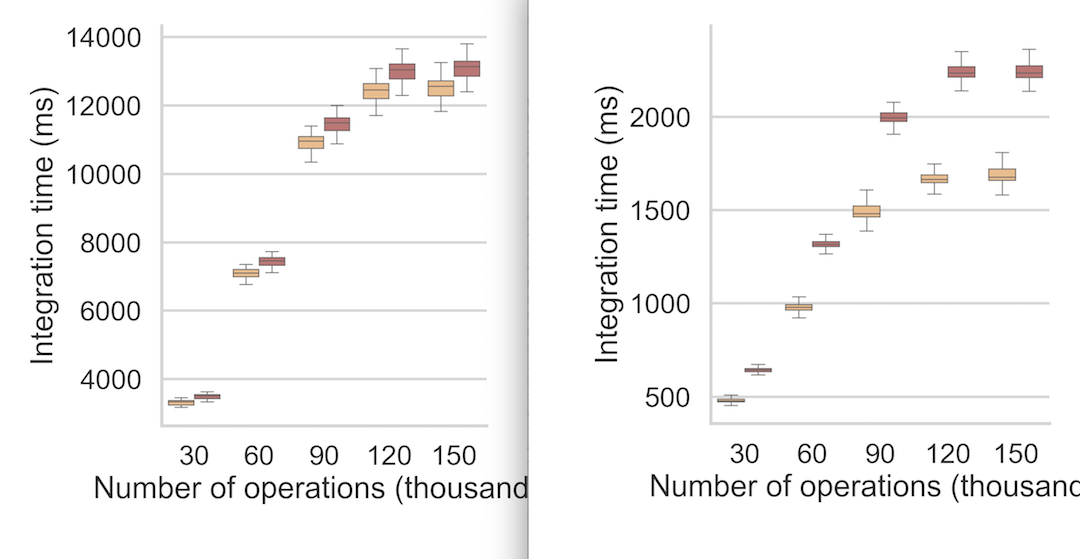 14000
12000
10000
8000
6000
4000
Integration time (ms)
30 60 90 120 150
Number of operations (thousand
2000
1500
1000
500
Integration time (ms)
30 60 90 120 150
Number of operations (thousand